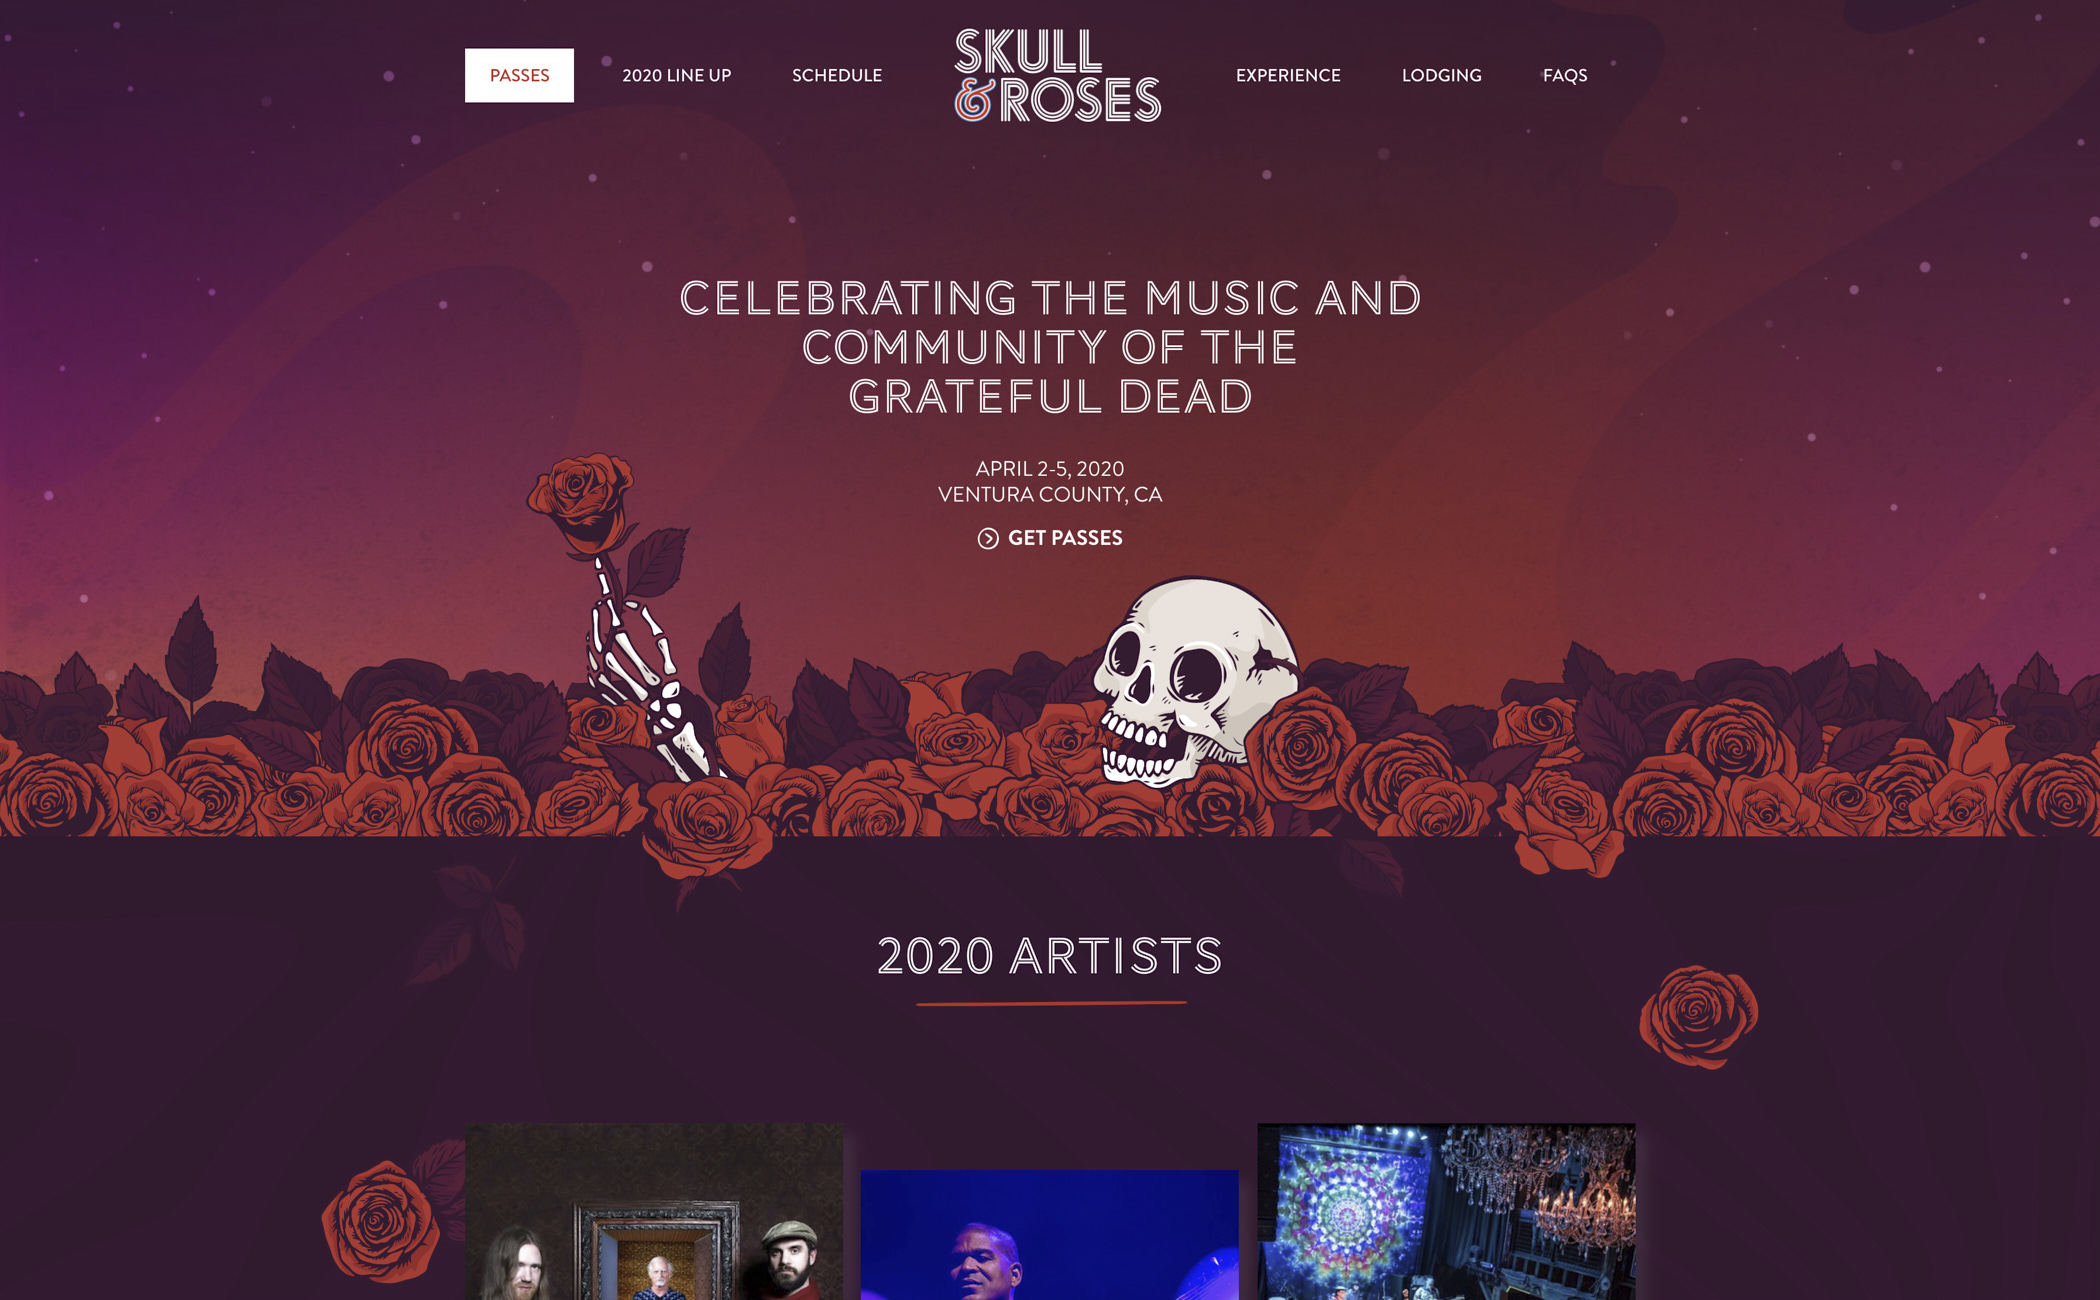 PASSES
2020 LINE UP
SCHEDULE
SKULL
& ROSES
EXPERIENCE
LODGING
FAQS
CELEBRATING THE MUSIC AND
COMMUNITY OF THE
GRATEFUL DEAD
APRIL 2-5, 2020
VENTURA COUNTY, CA
GET PASSES
2020 ARTISTS